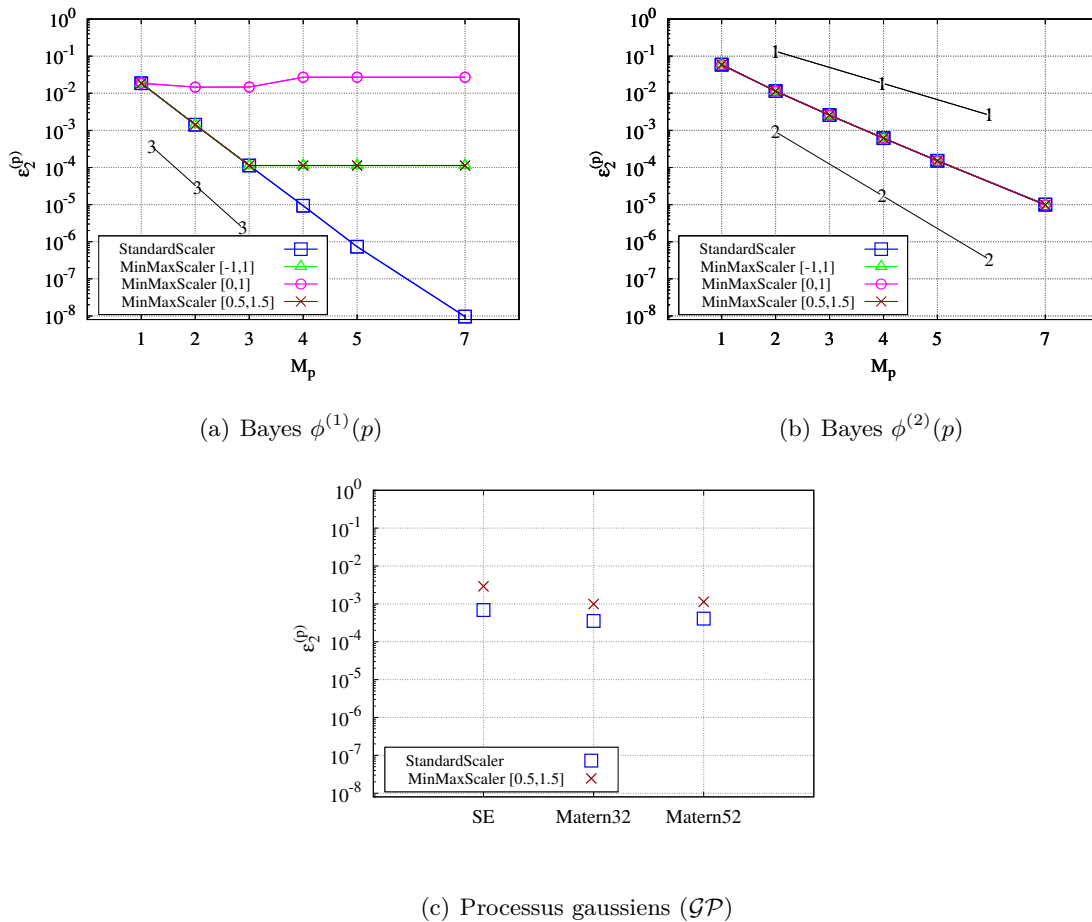 10^0
10^-1
10^-2
10^-3
10^-4
10^-5
10^-6
10^-7
10^-8
ε_2^(p)
3
3
3
StandardScaler
MinMaxScaler [-1,1]
MinMaxScaler [0,1]
MinMaxScaler [0.5,1.5]
1 2 3 4 5 7
M_p
(a) Bayes ϕ^(1)(p)
10^0
10^-1
10^-2
10^-3
10^-4
10^-5
10^-6
10^-7
10^-8
ε_2^(p)
1
1
1
2
2
2
StandardScaler
MinMaxScaler [-1,1]
MinMaxScaler [0,1]
MinMaxScaler [0.5,1.5]
1 2 3 4 5 7
M_p
(b) Bayes ϕ^(2)(p)
10^0
10^-1
10^-2
10^-3
10^-4
10^-5
10^-6
10^-7
10^-8
ε_2^(p)
StandardScaler
MinMaxScaler [0.5,1.5]
SE Matern32 Matern52
(c) Processus gaussiens (𝒢𝒫)